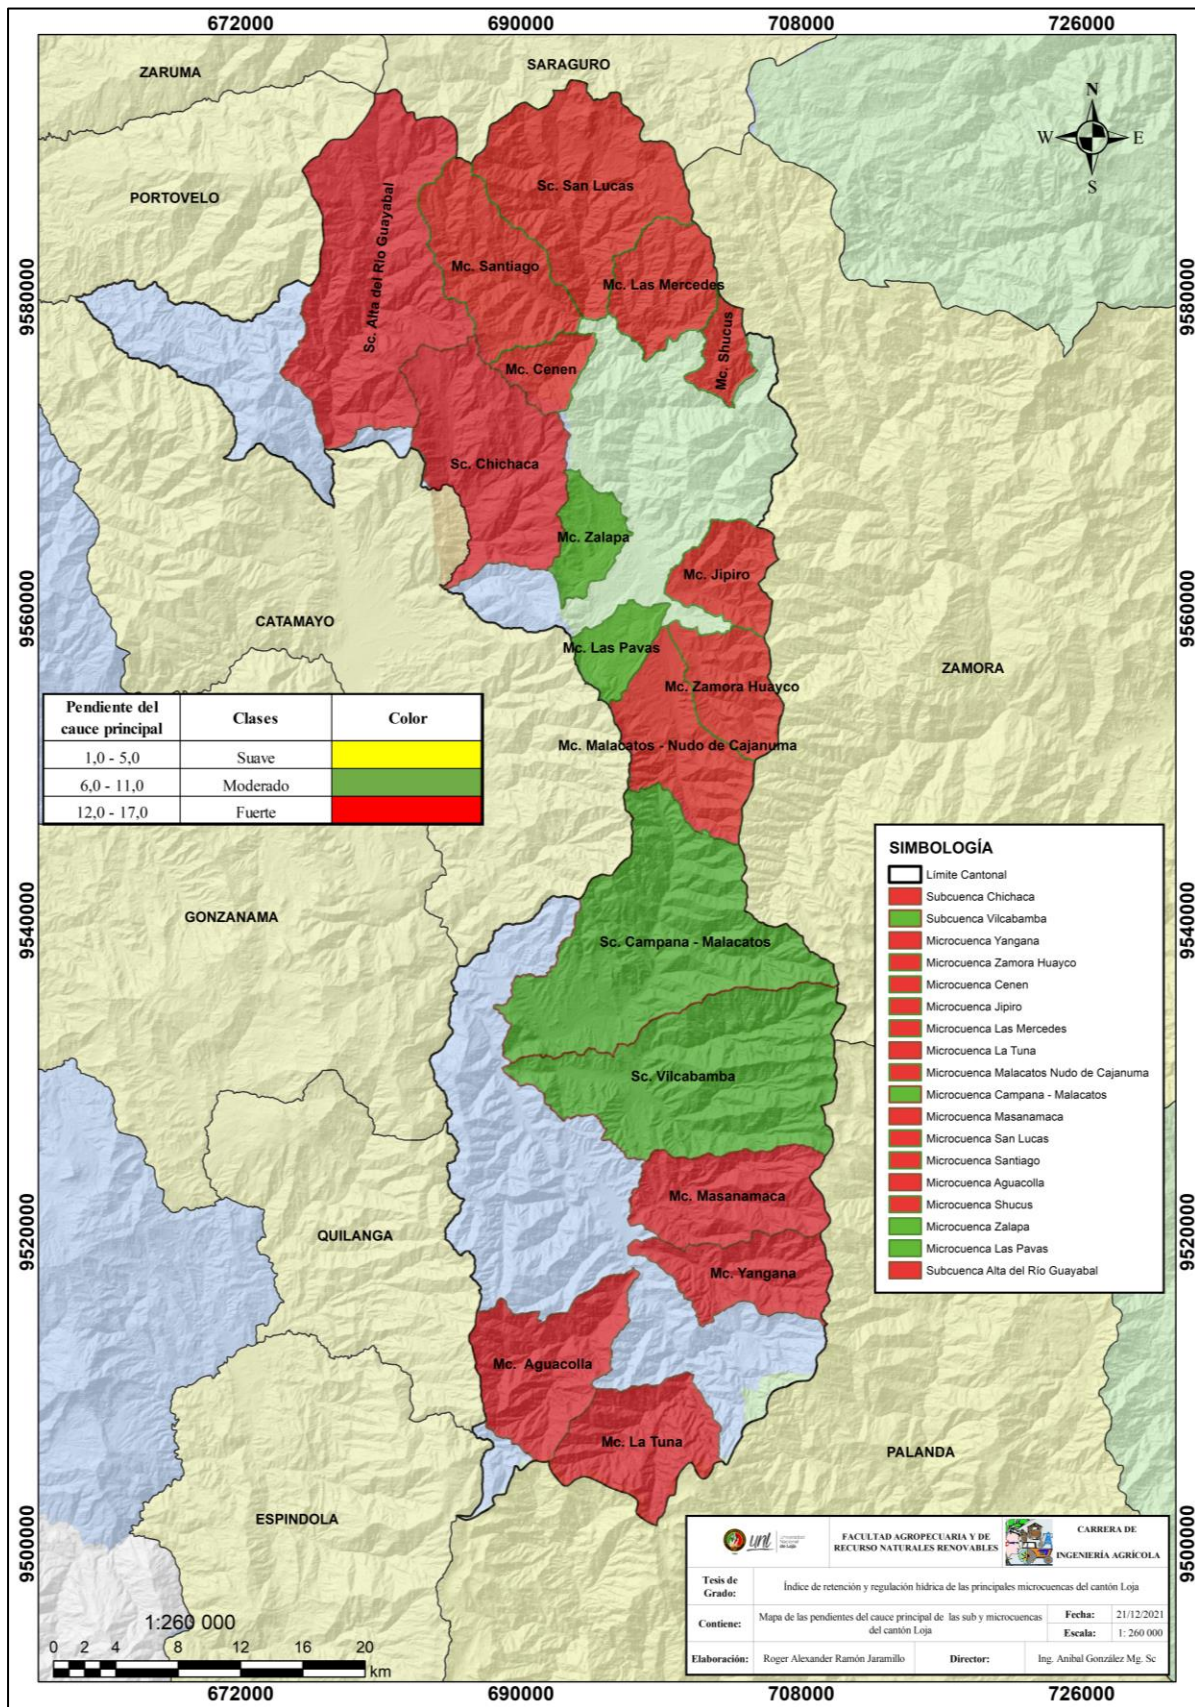 672000 690000 708000 726000
ZARUMA
SARAGURO
N
W E
S
PORTOVELO
Sc. San Lucas
Sc. Alta del Río Guayabal
Mc. Santiago
Mc. Las Mercedes
9580000
9580000
Mc. Shucus
Mc. Cenen
Sc. Chichaca
Mc. Zalapa
Mc. Jipiro
9560000
9560000
CATAMAYO
Mc. Las Pavas
ZAMORA
Mc. Zamora Huayco
Mc. Malacatos - Nudo de Cajanuma
Pendiente del cauce principal Clases Color
1,0 - 5,0 Suave
6,0 - 11,0 Moderado
12,0 - 17,0 Fuerte
SIMBOLOGÍA
Límite Cantonal
Subcuenca Chichaca
Subcuenca Vilcabamba
Microcuenca Yangana
Microcuenca Zamora Huayco
Microcuenca Cenen
Microcuenca Jipiro
Microcuenca Las Mercedes
Microcuenca La Tuna
Microcuenca Malacatos Nudo de Cajanuma
Microcuenca Campana - Malacatos
Microcuenca Masanamaca
Microcuenca San Lucas
Microcuenca Santiago
Microcuenca Aguacolla
Microcuenca Shucus
Microcuenca Zalapa
Microcuenca Las Pavas
Subcuenca Alta del Río Guayabal
9540000
9540000
GONZANAMA
Sc. Campana - Malacatos
Sc. Vilcabamba
Mc. Masanamaca
9520000
9520000
QUILANGA
Mc. Yangana
Mc. Aguacolla
Mc. La Tuna
PALANDA
ESPINDOLA
9500000
9500000
1:260 000
0 2 4 8 12 16 20
km
unl Universidad Nacional de Loja
FACULTAD AGROPECUARIA Y DE
RECURSO NATURALES RENOVABLES
CARRERA DE
INGENIERÍA AGRÍCOLA
Tesis de Grado: Índice de retención y regulación hídrica de las principales microcuencas del cantón Loja
Contiene: Mapa de las pendientes del cauce principal de las sub y microcuencas
del cantón Loja
Fecha: 21/12/2021
Escala: 1: 260 000
Elaboración: Roger Alexander Ramón Jaramillo Director: Ing. Anibal González Mg. Sc
672000 690000 708000 726000